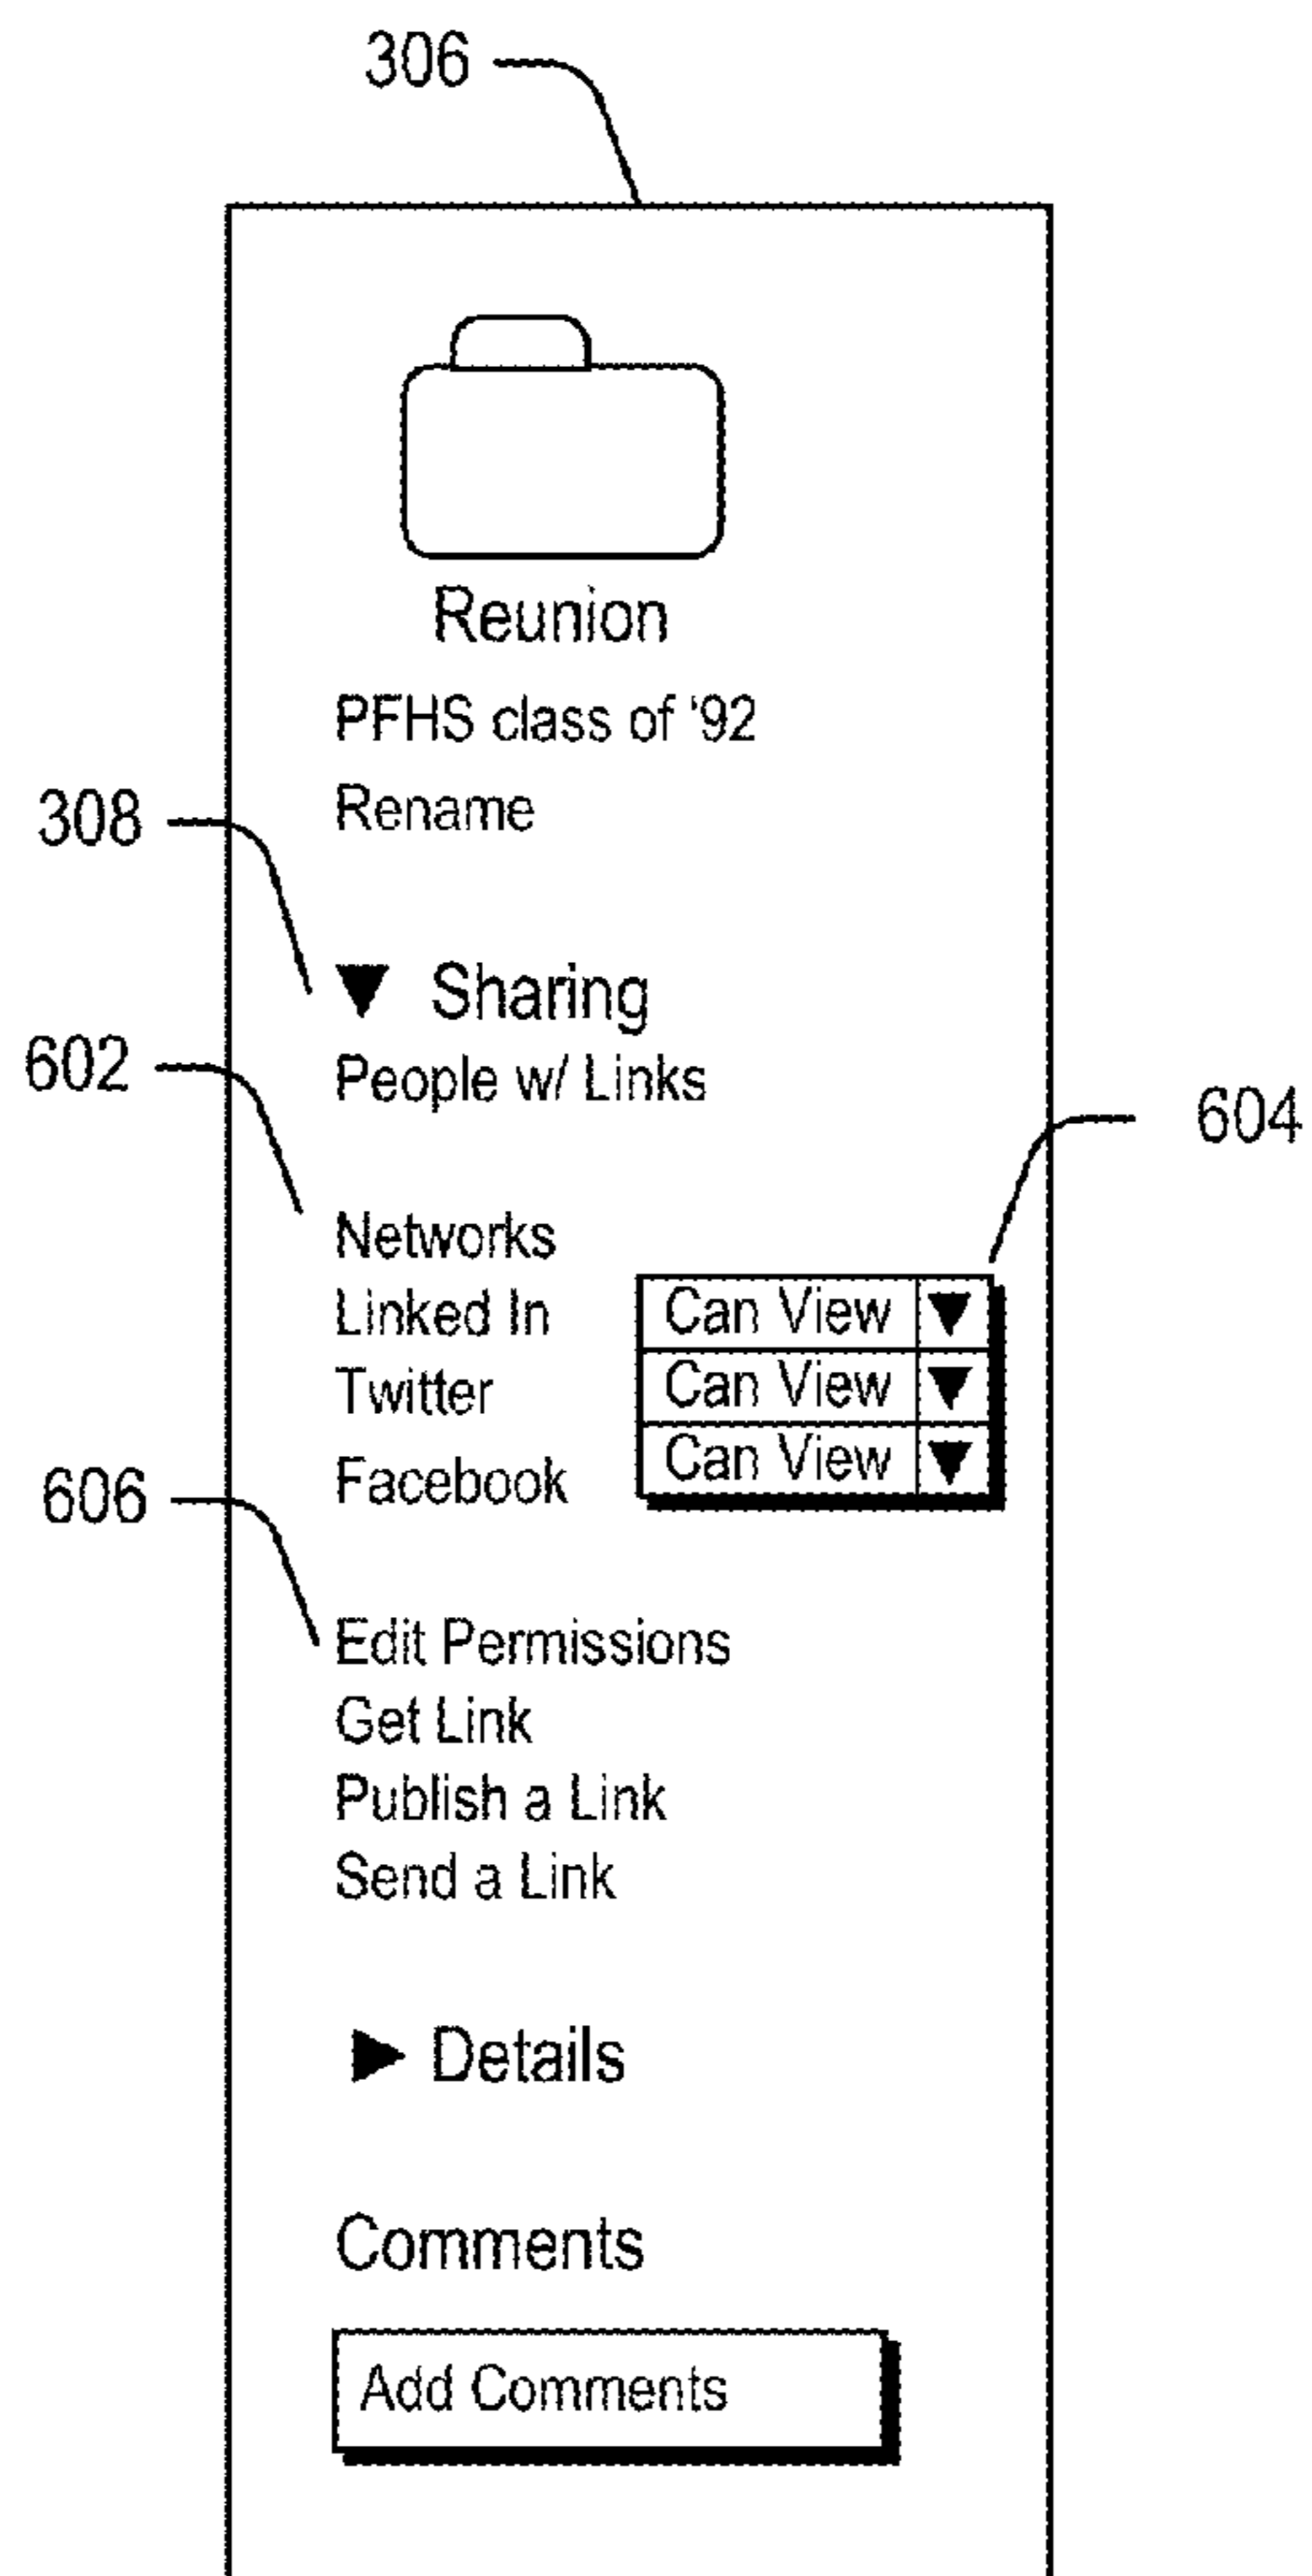 306
Reunion
PFHS class of '92
Rename
308
▼ Sharing
602
People w/ Links
604
Networks
Linked In Can View ▼
Twitter Can View ▼
Facebook Can View ▼
606
Edit Permissions
Get Link
Publish a Link
Send a Link
▶ Details
Comments
Add Comments